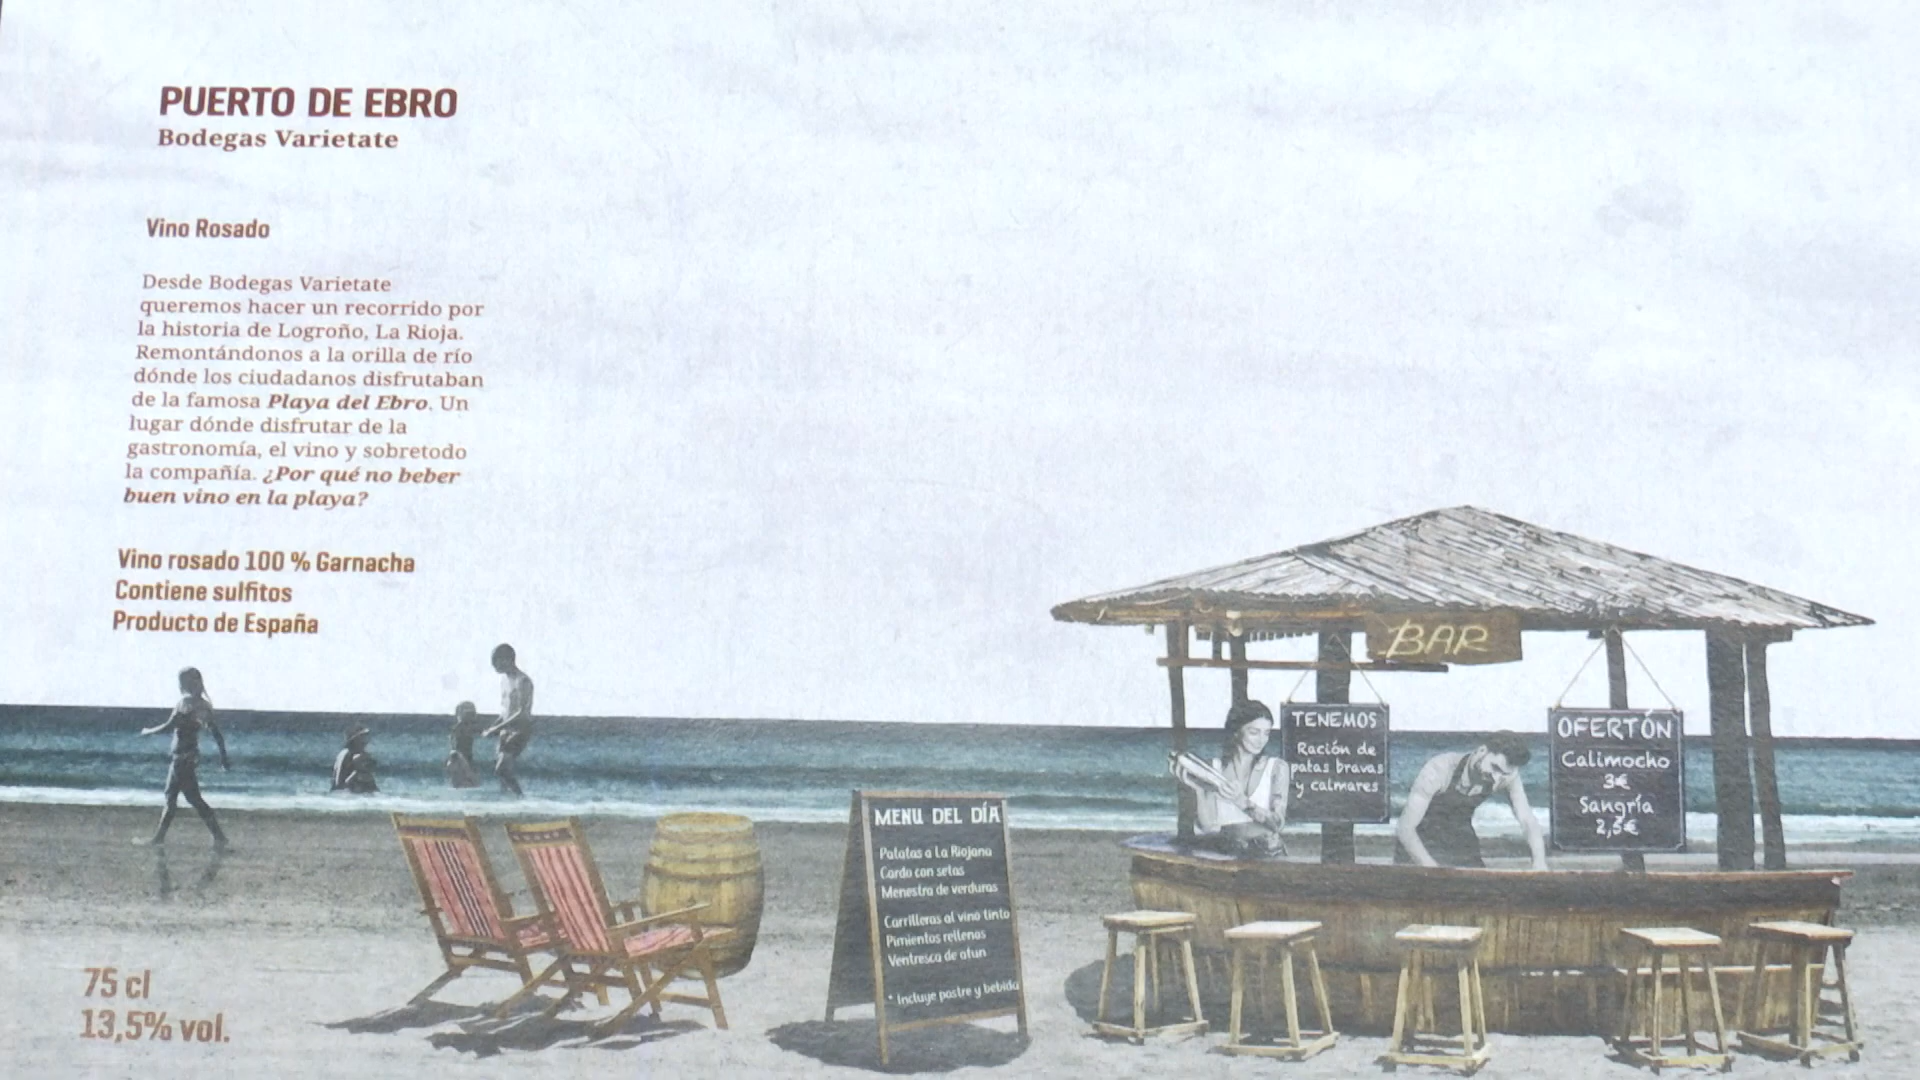 PUERTO DE EBRO
Bodegas Varietate
Vino Rosado
Desde Bodegas Varietate
queremos hacer un recorrido por
la historia de Logroño, La Rioja.
Remontándonos a la orilla de río
dónde los ciudadanos disfrutaban
de la famosa Playa del Ebro. Un
lugar dónde disfrutar de la
gastronomía, el vino y sobretodo
la compañía. ¿Por qué no beber
buen vino en la playa?
Vino rosado 100 % Garnacha
Contiene sulfitos
Producto de España
75 cl
13,5% vol.
MENU DEL DÍA
Patatas a La Riojana
Cardo con setas
Menestra de verduras
Carrilleras al vino tinto
Pimientos rellenos
Ventresca de atún
* Incluye postre y bebida
BAR
TENEMOS
Ración de
patas bravas
y calmares
OFERTÓN
Calimocho
3€
Sangría
2,5€